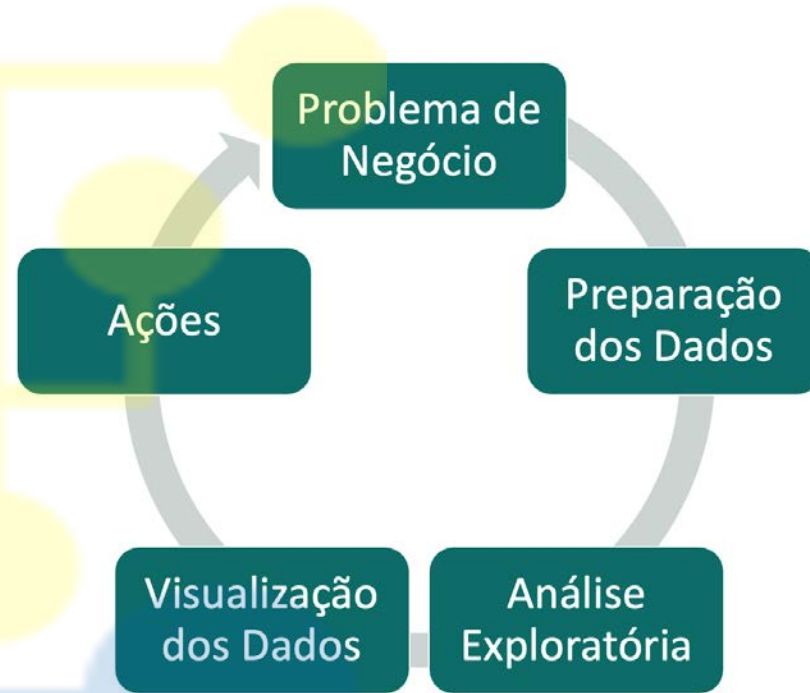 Problema de
Negócio
Preparação
dos Dados
Análise
Exploratória
Visualização
dos Dados
Ações